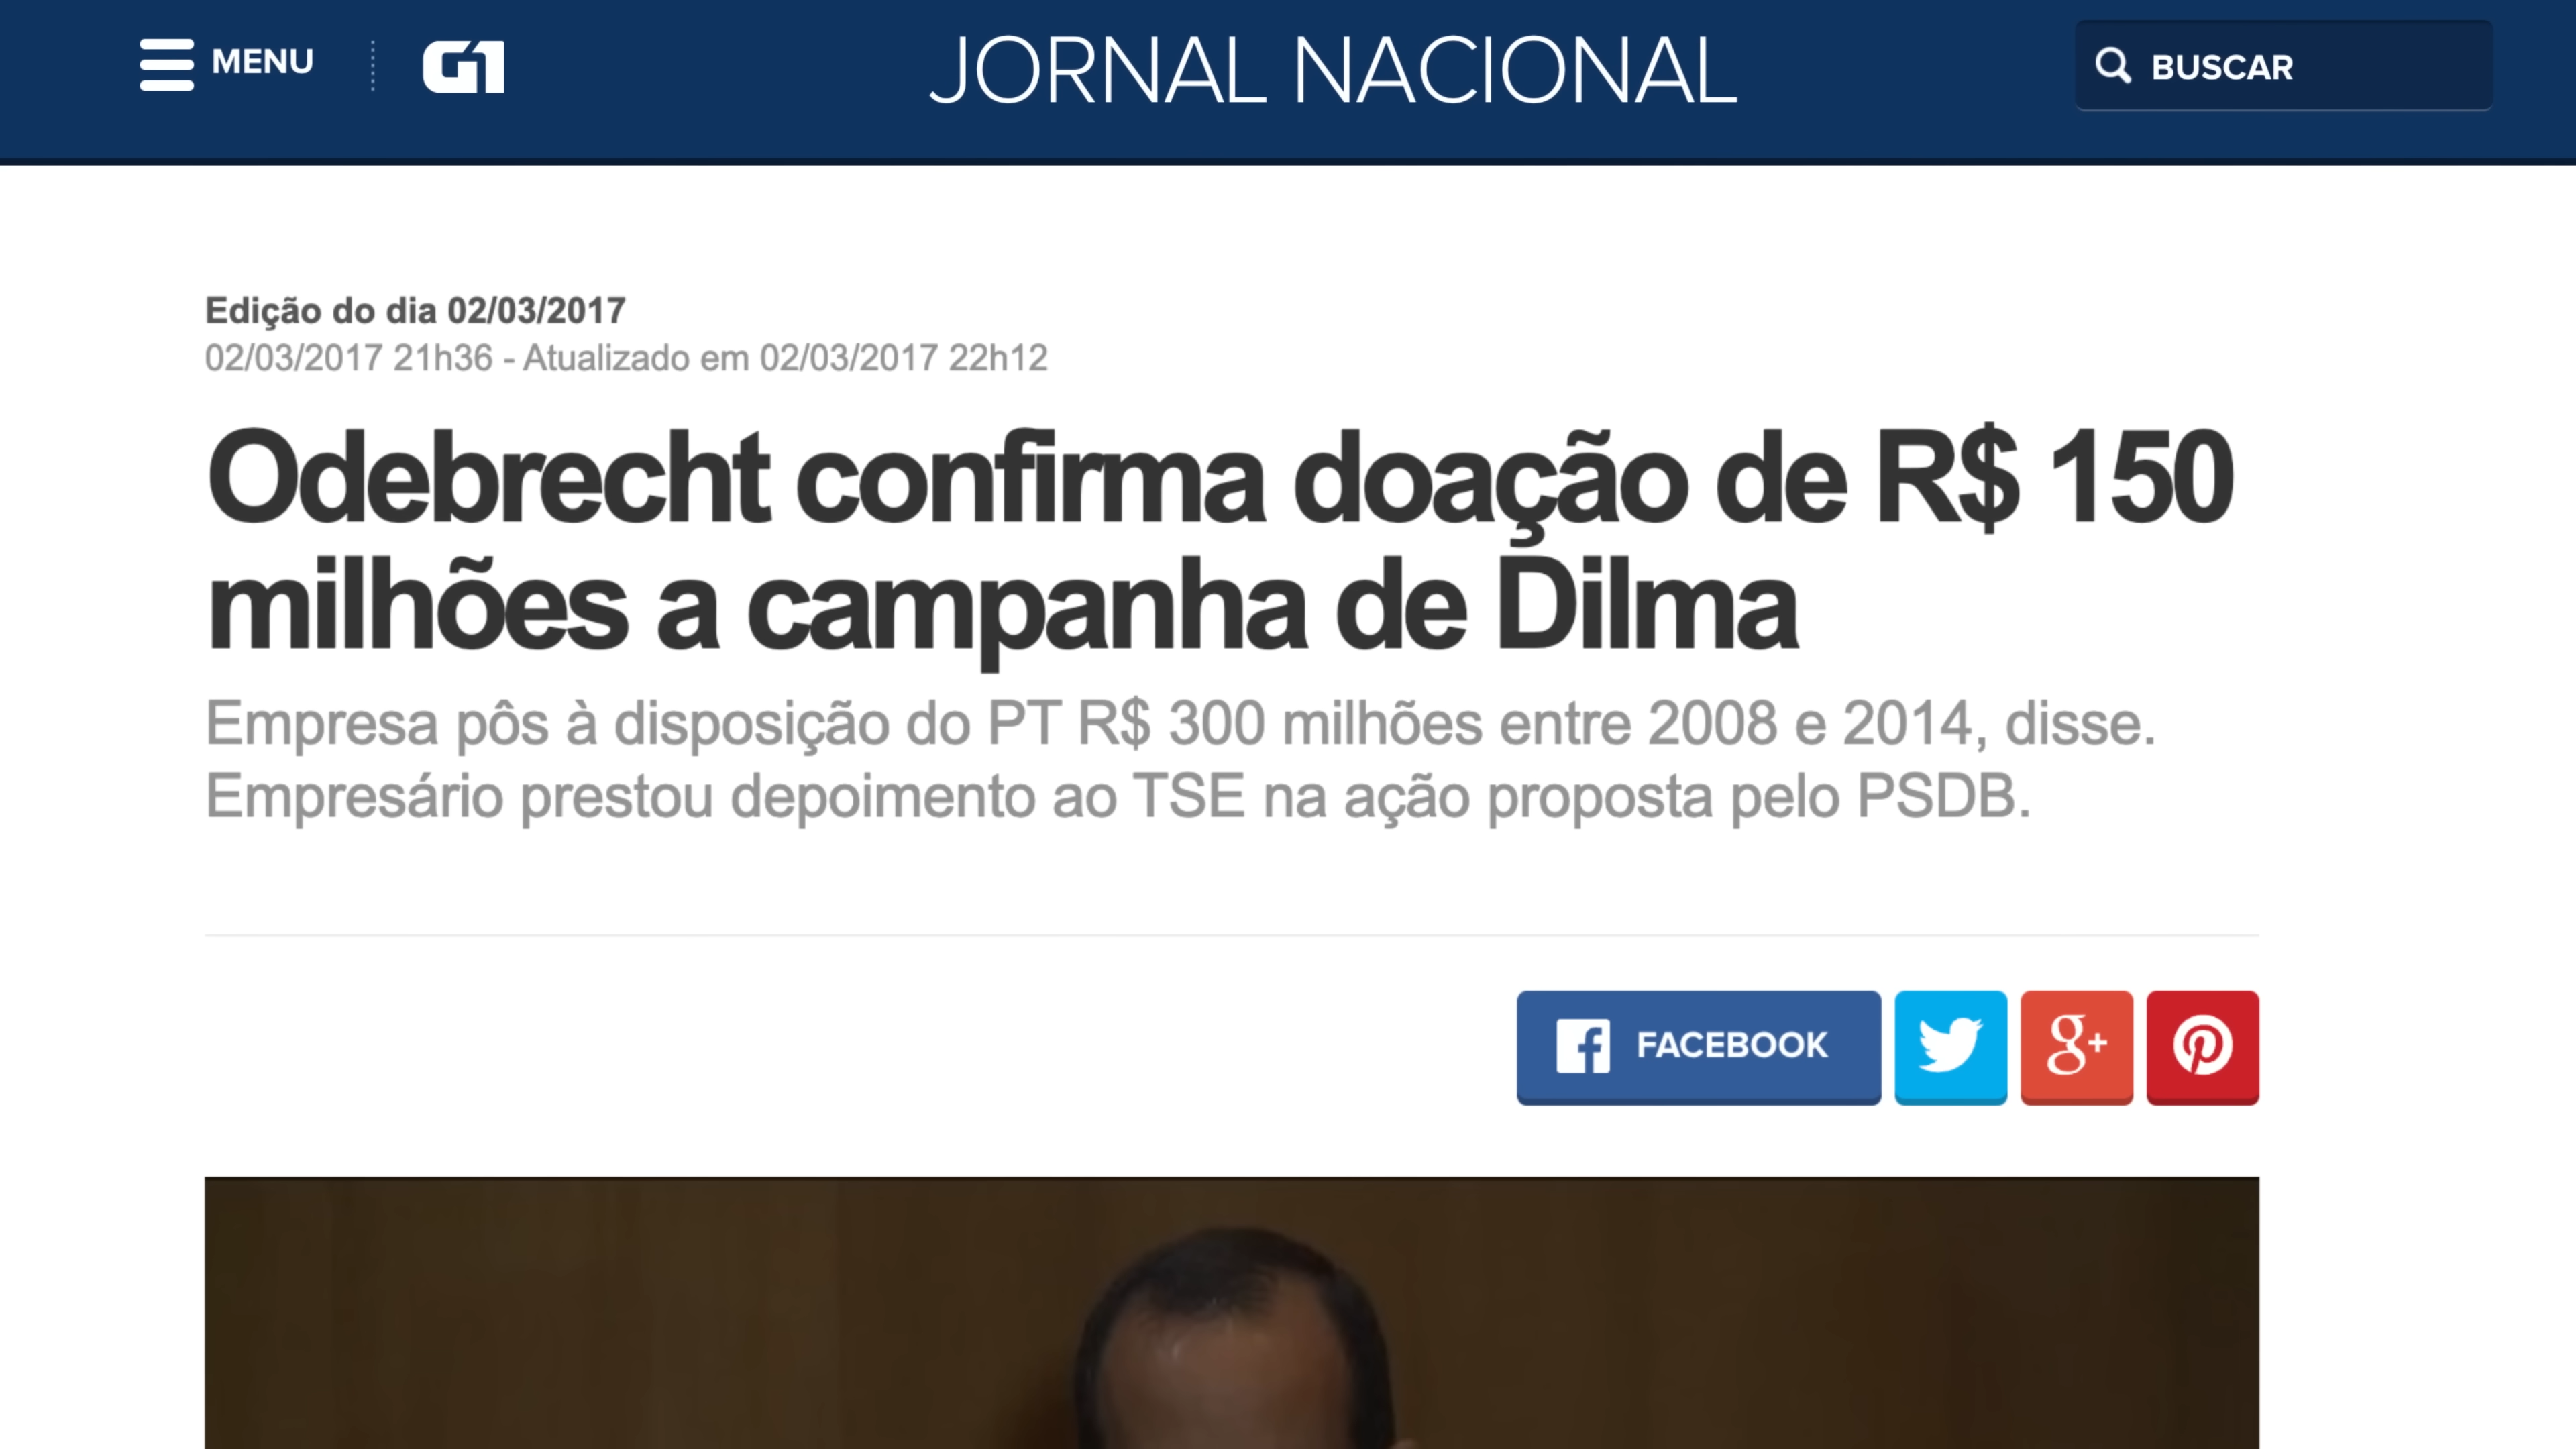 MENU
G1
JORNAL NACIONAL
BUSCAR
Edição do dia 02/03/2017
02/03/2017 21h36 - Atualizado em 02/03/2017 22h12
Odebrecht confirma doação de R$ 150
milhões a campanha de Dilma
Empresa pôs à disposição do PT R$ 300 milhões entre 2008 e 2014, disse.
Empresário prestou depoimento ao TSE na ação proposta pelo PSDB.
FACEBOOK
g+